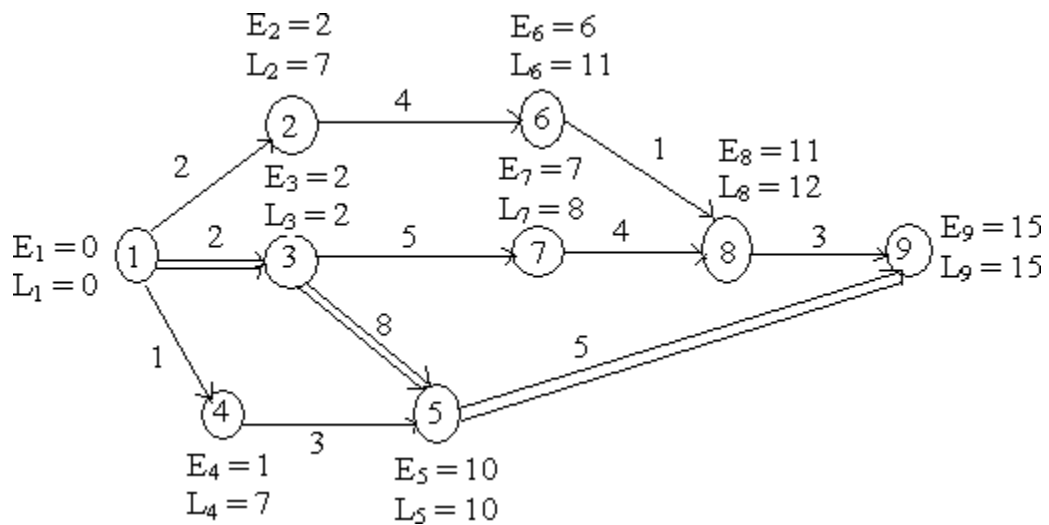 E₂ = 2
L₂ = 7
E₆ = 6
L₆ = 11
4
2
6
1
E₈ = 11
L₈ = 12
2
E₃ = 2
L₃ = 2
E₇ = 7
L₇ = 8
E₁ = 0
L₁ = 0
1
2
3
5
7
4
8
3
9
E₉ = 15
L₉ = 15
8
5
1
4
3
5
E₄ = 1
L₄ = 7
E₅ = 10
L₅ = 10